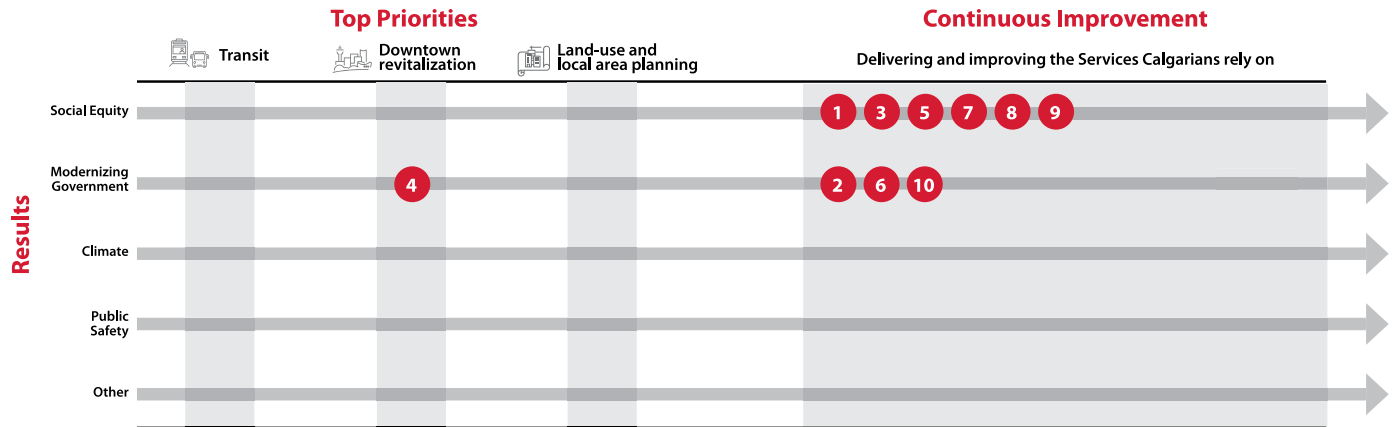 Top Priorities
Continuous Improvement
Transit
Downtown
revitalization
Land-use and
local area planning
Delivering and improving the Services Calgarians rely on
Results
Social Equity
1 3 5 7 8 9
Modernizing
Government
4
2 6 10
Climate
Public
Safety
Other